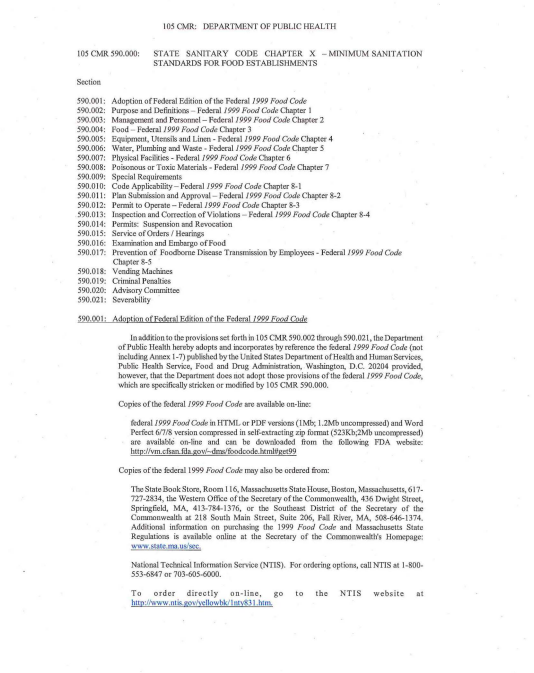 105 CMR: DEPARTMENT OF PUBLIC HEALTH
105 CMR 590.000: STATE SANITARY CODE CHAPTER X – MINIMUM SANITATION
STANDARDS FOR FOOD ESTABLISHMENTS
Section
590.001: Adoption of Federal Edition of the Federal 1999 Food Code
590.002: Purpose and Definitions – Federal 1999 Food Code Chapter 1
590.003: Management and Personnel – Federal 1999 Food Code Chapter 2
590.004: Food – Federal 1999 Food Code Chapter 3
590.005: Equipment, Utensils and Linen - Federal 1999 Food Code Chapter 4
590.006: Water, Plumbing and Waste - Federal 1999 Food Code Chapter 5
590.007: Physical Facilities - Federal 1999 Food Code Chapter 6
590.008: Poisonous or Toxic Materials - Federal 1999 Food Code Chapter 7
590.009: Special Requirements
590.010: Code Applicability – Federal 1999 Food Code Chapter 8-1
590.011: Plan Submission and Approval – Federal 1999 Food Code Chapter 8-2
590.012: Permit to Operate – Federal 1999 Food Code Chapter 8-3
590.013: Inspection and Correction of Violations – Federal 1999 Food Code Chapter 8-4
590.014: Permits: Suspension and Revocation
590.015: Service of Orders / Hearings
590.016: Examination and Embargo of Food
590.017: Prevention of Foodborne Disease Transmission by Employees - Federal 1999 Food Code
Chapter 8-5
590.018: Vending Machines
590.019: Criminal Penalties
590.020: Advisory Committee
590.021: Severability
590.001: Adoption of Federal Edition of the Federal 1999 Food Code
In addition to the provisions set forth in 105 CMR 590.002 through 590.021, the Department
of Public Health hereby adopts and incorporates by reference the federal 1999 Food Code (not
including Annex 1-7) published by the United States Department of Health and Human Services,
Public Health Service, Food and Drug Administration, Washington, D.C. 20204 provided,
however, that the Department does not adopt those provisions of the federal 1999 Food Code,
which are specifically stricken or modified by 105 CMR 590.000.
Copies of the federal 1999 Food Code are available on-line:
federal 1999 Food Code in HTML or PDF versions (1Mb; 1.2Mb uncompressed) and Word
Perfect 6/7/8 version compressed in self-extracting zip format (523Kb;2Mb uncompressed)
are available on-line and can be downloaded from the following FDA website:
http://vm.cfsan.fda.gov/~dms/foodcode.html#get99
Copies of the federal 1999 Food Code may also be ordered from:
The State Book Store, Room 116, Massachusetts State House, Boston, Massachusetts, 617-
727-2834, the Western Office of the Secretary of the Commonwealth, 436 Dwight Street,
Springfield, MA, 413-784-1376, or the Southeast District of the Secretary of the
Commonwealth at 218 South Main Street, Suite 206, Fall River, MA, 508-646-1374.
Additional information on purchasing the 1999 Food Code and Massachusetts State
Regulations is available online at the Secretary of the Commonwealth's Homepage:
www.state.ma.us/sec.
National Technical Information Service (NTIS). For ordering options, call NTIS at 1-800-
553-6847 or 703-605-6000.
To order directly on-line, go to the NTIS website at
http://www.ntis.gov/yellowbk/1nty831.htm.